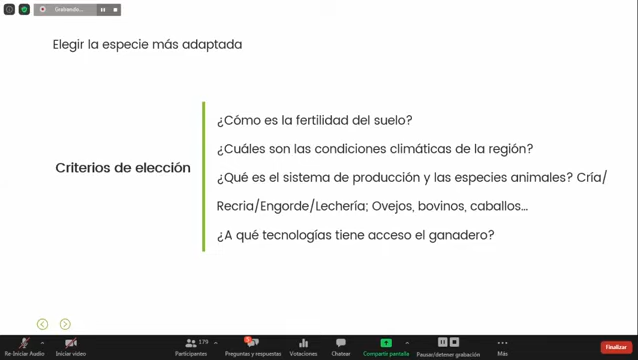 Grabando...
Elegir la especie más adaptada
Criterios de elección
¿Cómo es la fertilidad del suelo?
¿Cuáles son las condiciones climáticas de la región?
¿Qué es el sistema de producción y las especies animales? Cría/
Recria/Engorde/Lechería; Ovejos, bovinos, caballos...
¿A qué tecnologías tiene acceso el ganadero?
Re-Iniciar Audio
Iniciar video
179
Participantes
Preguntas y respuestas
Votaciones
Chatear
Compartir pantalla
Pausar/detener grabación
Más
Finalizar